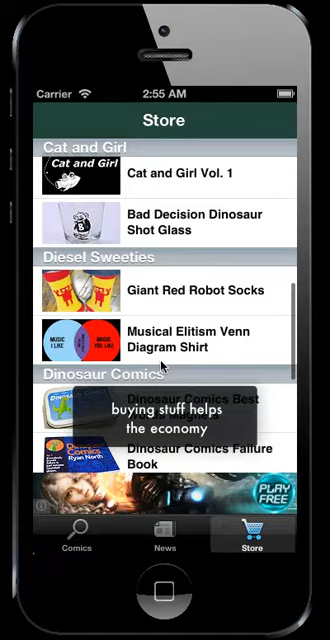 Carrier
2:55 AM
Store
Cat and Girl
Cat and Girl
Cat and Girl Vol. 1
Bad Decision Dinosaur
Shot Glass
Diesel Sweeties
Giant Red Robot Socks
MUSIC
I LIKE
MUSIC
YOU LIKE
Musical Elitism Venn
Diagram Shirt
Dinosaur Comics
Dinosaur Comics Best
buying stuff helps
the economy
Dinosaur Comics Failure
Book
RYAN NORTH
PLAY
FREE
Comics
News
Store